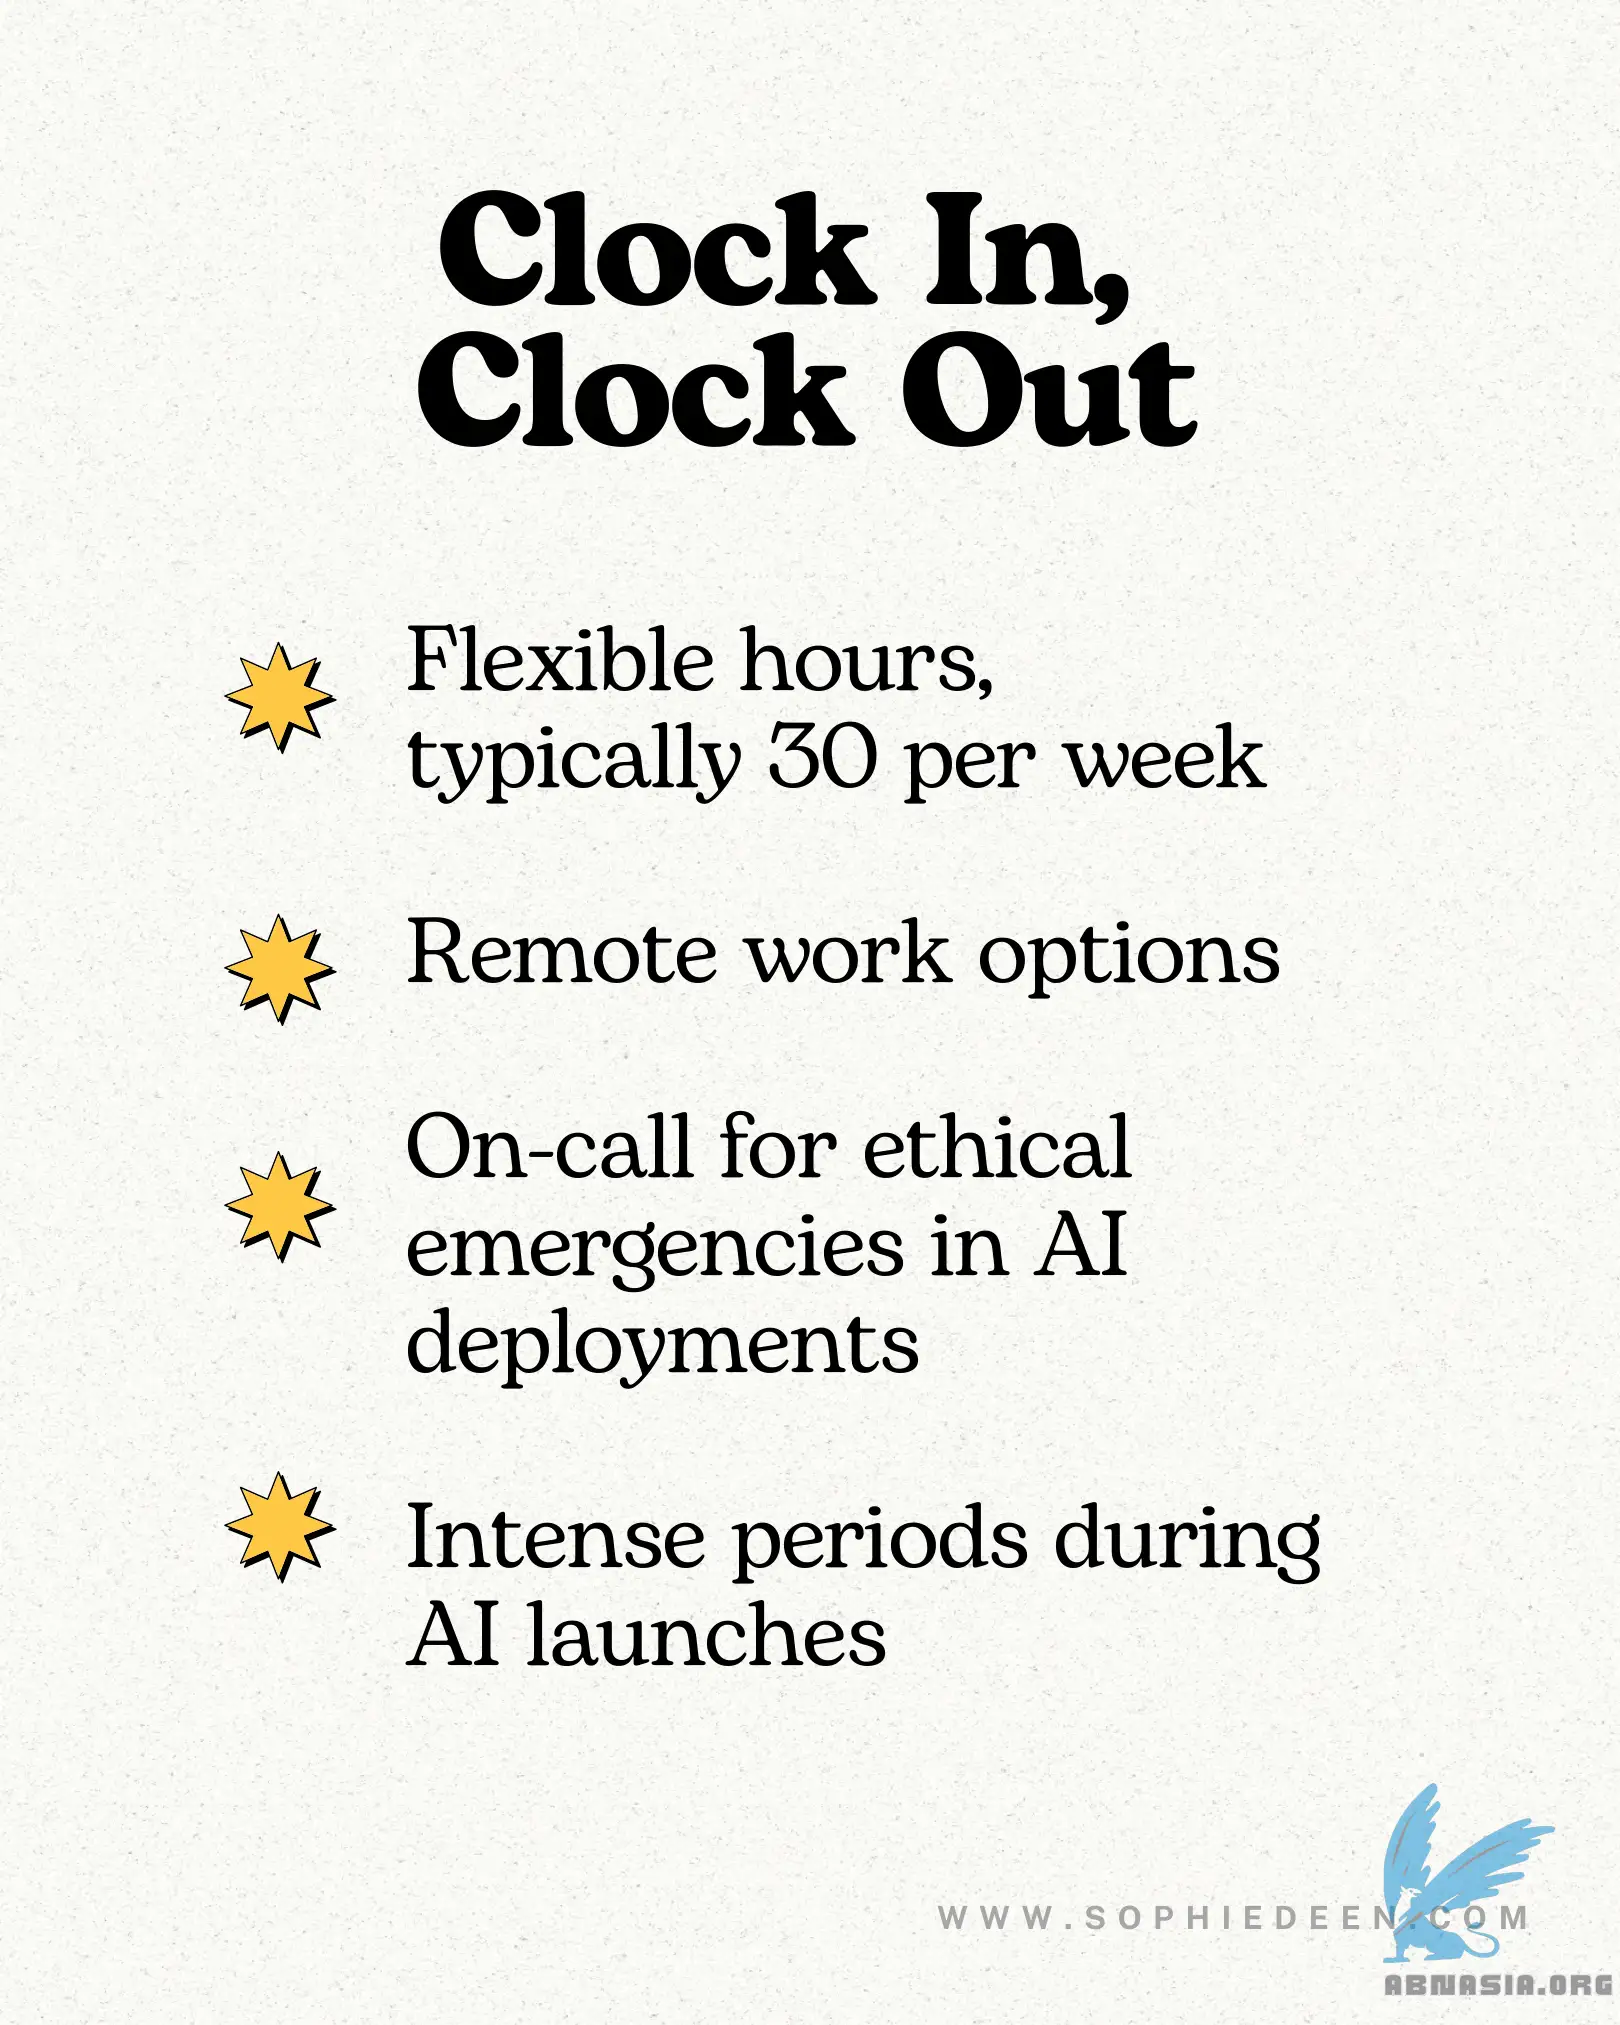 Clock In,
Clock Out
Flexible hours,
typically 30 per week
Remote work options
On-call for ethical
emergencies in AI
deployments
Intense periods during
AI launches
WWW.SOPHIEDEEN.COM
ABNASIA.ORG